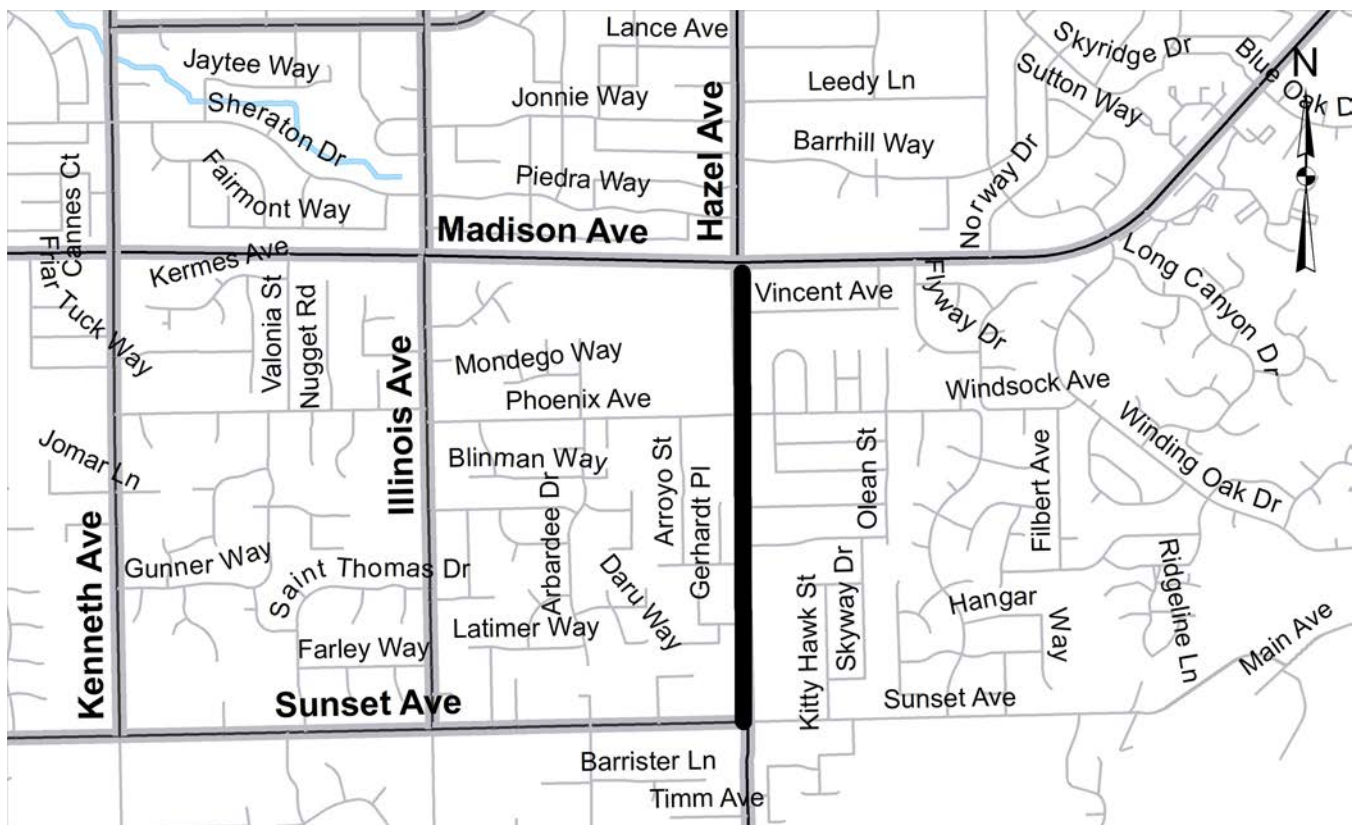 Lance Ave
Skyridge Dr
Blue Oak D
N
Jaytee Way
Sutton Way
Leedy Ln
Hazel Ave
Jonnie Way
Sheraton Dr
Barrhill Way
Norway Dr
Piedra Way
Fairmont Way
Cannes Ct
Madison Ave
Long Canyon Dr
Kermes Ave
Friar Tuck Way
Valonia St
Nugget Rd
Vincent Ave
Flyway Dr
Illinois Ave
Mondego Way
Windsock Ave
Phoenix Ave
Winding Oak Dr
Jomar Ln
Blinman Way
Arroyo St
Gerhardt Pl
Olean St
Filbert Ave
Kenneth Ave
Gunner Way
Saint Thomas Dr
Arbardee Dr
Daru Way
Kitty Hawk St
Skyway Dr
Hangar Way
Ridgeline Ln
Main Ave
Latimer Way
Farley Way
Sunset Ave
Sunset Ave
Barrister Ln
Timm Ave